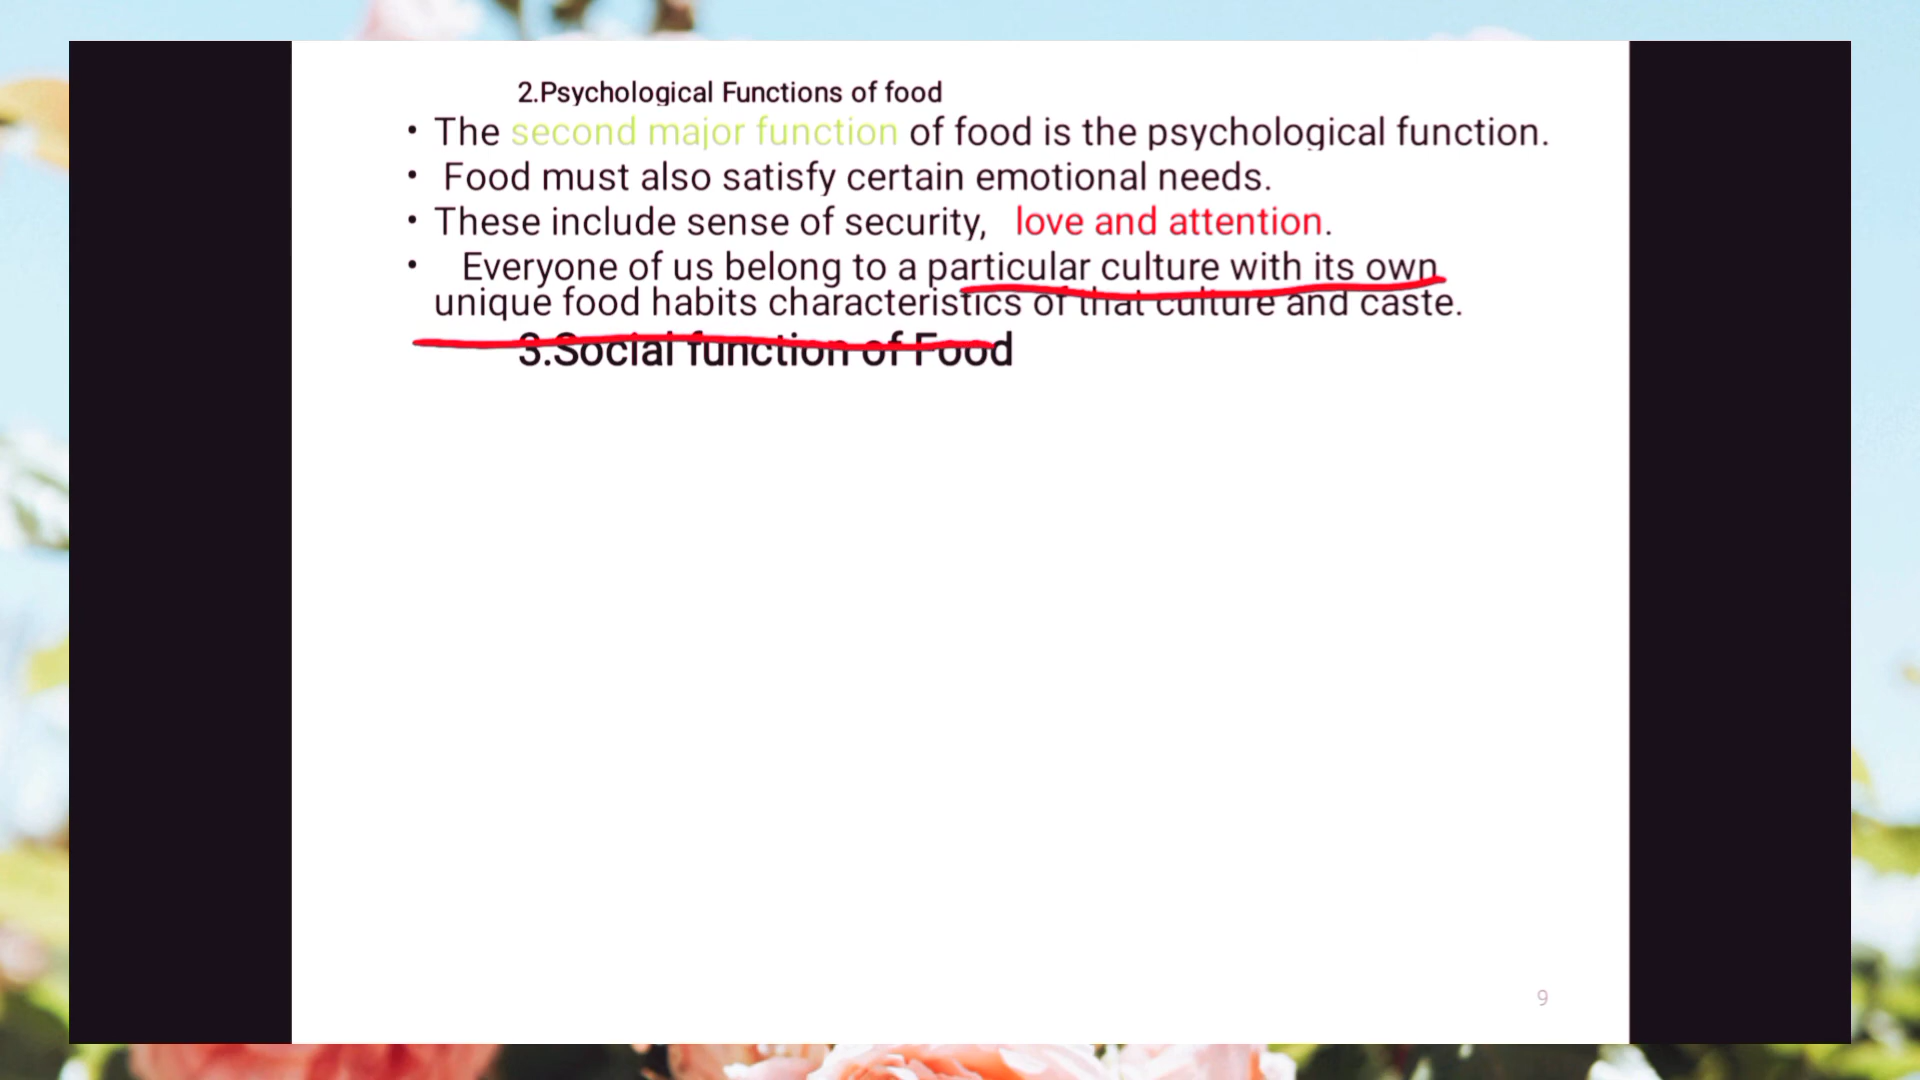 2.Psychological Functions of food
• The second major function of food is the psychological function.
• Food must also satisfy certain emotional needs.
• These include sense of security, love and attention.
• Everyone of us belong to a particular culture with its own
unique food habits characteristics of that culture and caste.
3.Social function of Food
9